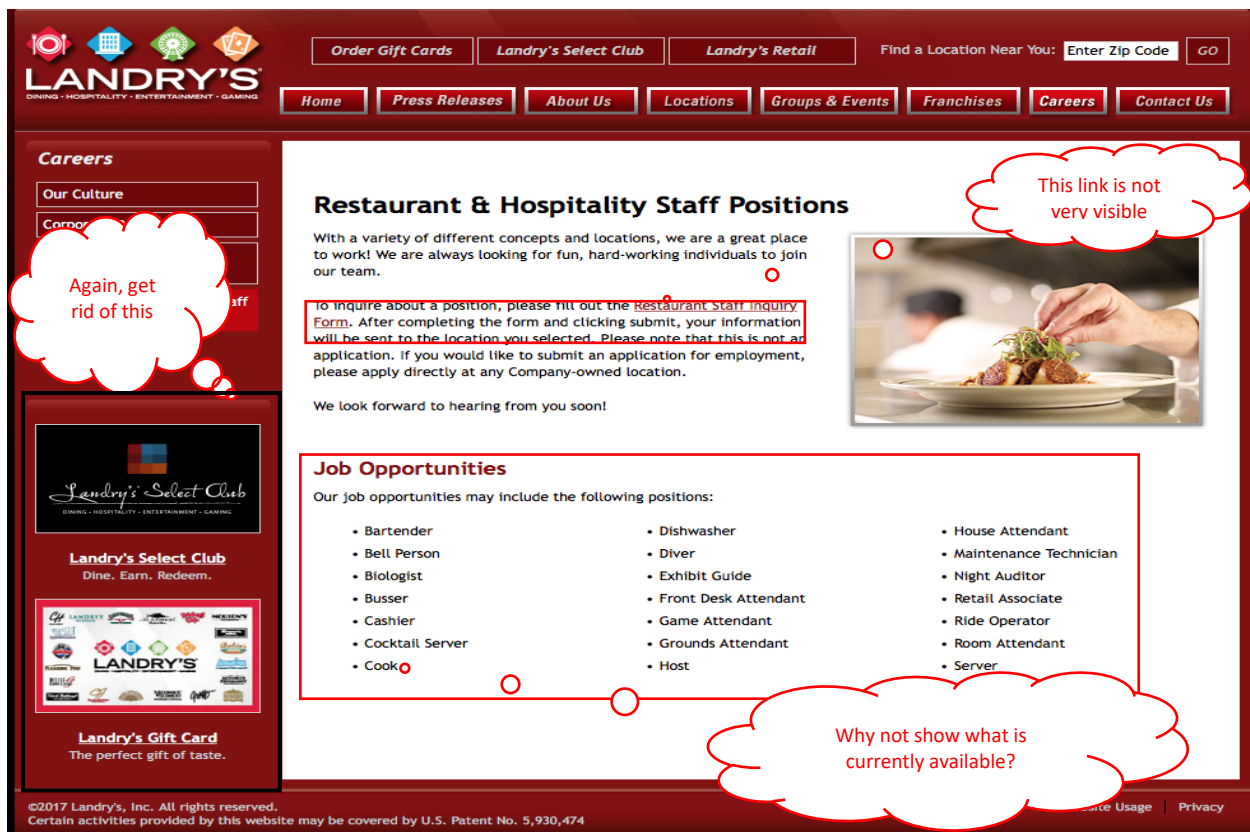 LANDRY'S
DINING · HOSPITALITY · ENTERTAINMENT · GAMING
Order Gift Cards
Landry's Select Club
Landry's Retail
Find a Location Near You: Enter Zip Code GO
Home
Press Releases
About Us
Locations
Groups & Events
Franchises
Careers
Contact Us
Careers
Our Culture
Again, get
rid of this
This link is not
very visible
Restaurant & Hospitality Staff Positions
With a variety of different concepts and locations, we are a great place
to work! We are always looking for fun, hard-working individuals to join
our team.
To inquire about a position, please fill out the Restaurant Staff Inquiry
Form. After completing the form and clicking submit, your information
will be sent to the location you selected. Please note that this is not an
application. If you would like to submit an application for employment,
please apply directly at any Company-owned location.
We look forward to hearing from you soon!
Landry's Select Club
DINING · HOSPITALITY · ENTERTAINMENT · GAMING
Landry's Select Club
Dine. Earn. Redeem.
LANDRY'S
Landry's Gift Card
The perfect gift of taste.
Job Opportunities
Our job opportunities may include the following positions:
• Bartender
• Bell Person
• Biologist
• Busser
• Cashier
• Cocktail Server
• Cook
• Dishwasher
• Diver
• Exhibit Guide
• Front Desk Attendant
• Game Attendant
• Grounds Attendant
• Host
• House Attendant
• Maintenance Technician
• Night Auditor
• Retail Associate
• Ride Operator
• Room Attendant
• Server
Why not show what is
currently available?
©2017 Landry's, Inc. All rights reserved.
Certain activities provided by this website may be covered by U.S. Patent No. 5,930,474
Usage | Privacy